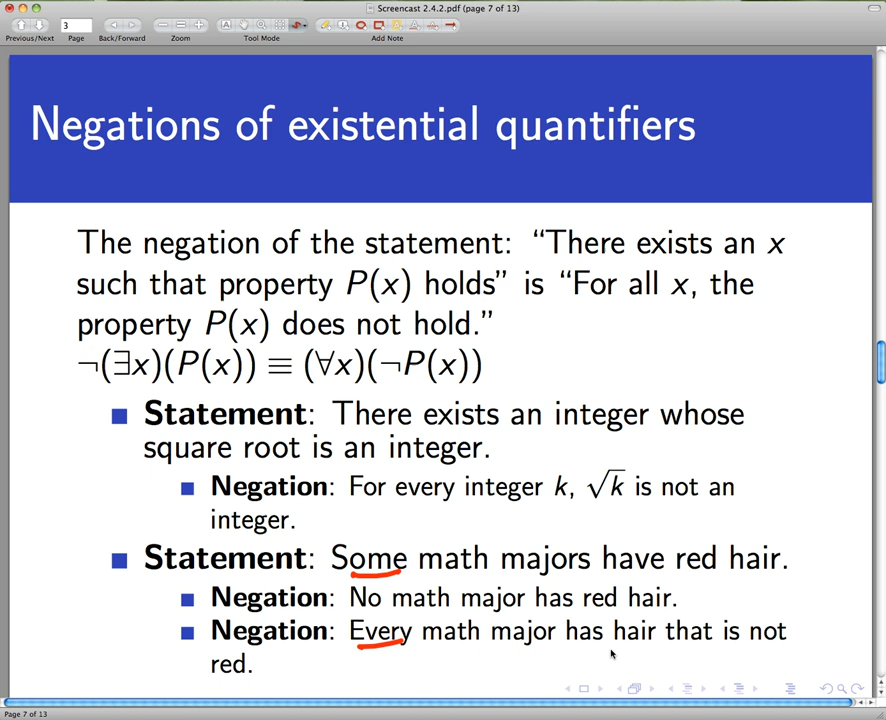 Screencast 2.4.2.pdf (page 7 of 13)
3
Previous/Next Page Back/Forward Zoom Tool Mode Add Note
Negations of existential quantifiers
The negation of the statement: “There exists an x
such that property P(x) holds” is “For all x, the
property P(x) does not hold.”
¬(∃x)(P(x)) ≡ (∀x)(¬P(x))
Statement: There exists an integer whose
square root is an integer.
Negation: For every integer k, √k is not an
integer.
Statement: Some math majors have red hair.
Negation: No math major has red hair.
Negation: Every math major has hair that is not
red.
Page 7 of 13